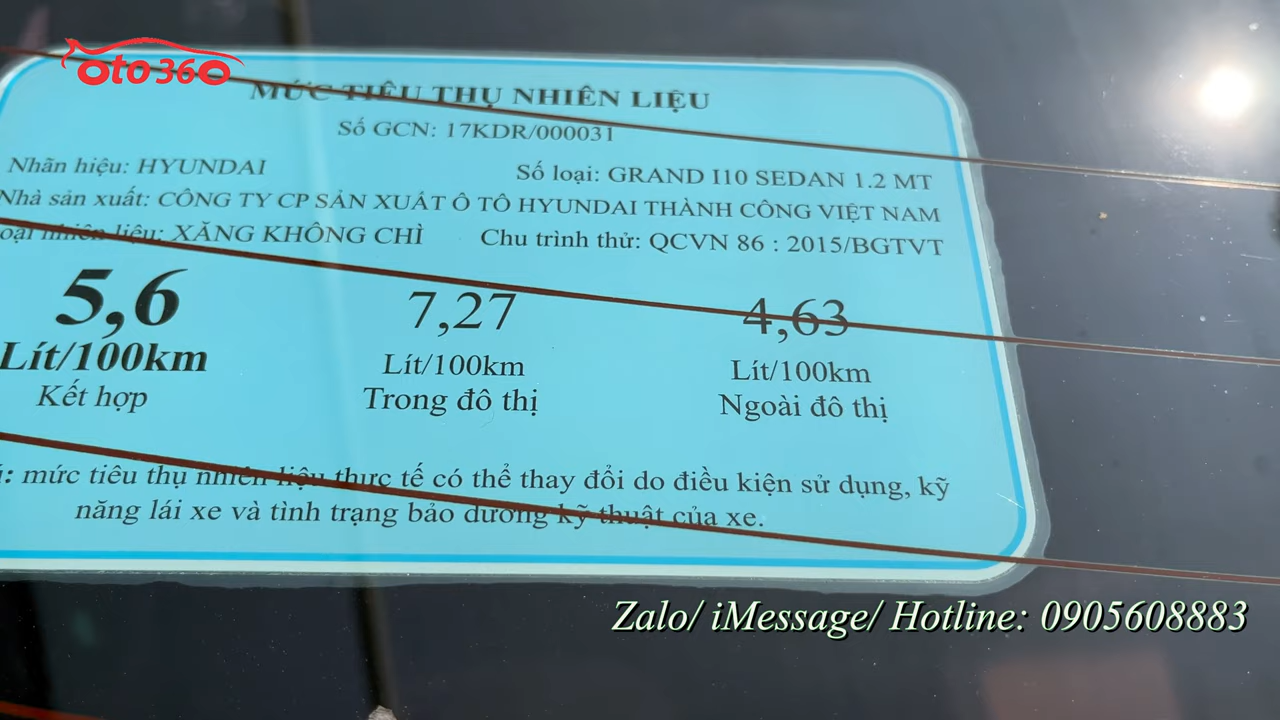 oto360
MỨC TIÊU THỤ NHIÊN LIỆU
Số GCN: 17KDR/000031
Nhãn hiệu: HYUNDAI Số loại: GRAND I10 SEDAN 1.2 MT
Nhà sản xuất: CÔNG TY CP SẢN XUẤT Ô TÔ HYUNDAI THÀNH CÔNG VIỆT NAM
oại nhiên liệu: XĂNG KHÔNG CHÌ Chu trình thử: QCVN 86 : 2015/BGTVT
5,6 7,27 4,63
Lít/100km Lít/100km Lít/100km
Kết hợp Trong đô thị Ngoài đô thị
: mức tiêu thụ nhiên liệu thực tế có thể thay đổi do điều kiện sử dụng, kỹ
năng lái xe và tình trạng bảo dưỡng kỹ thuật của xe.
Zalo/ iMessage/ Hotline: 0905608883